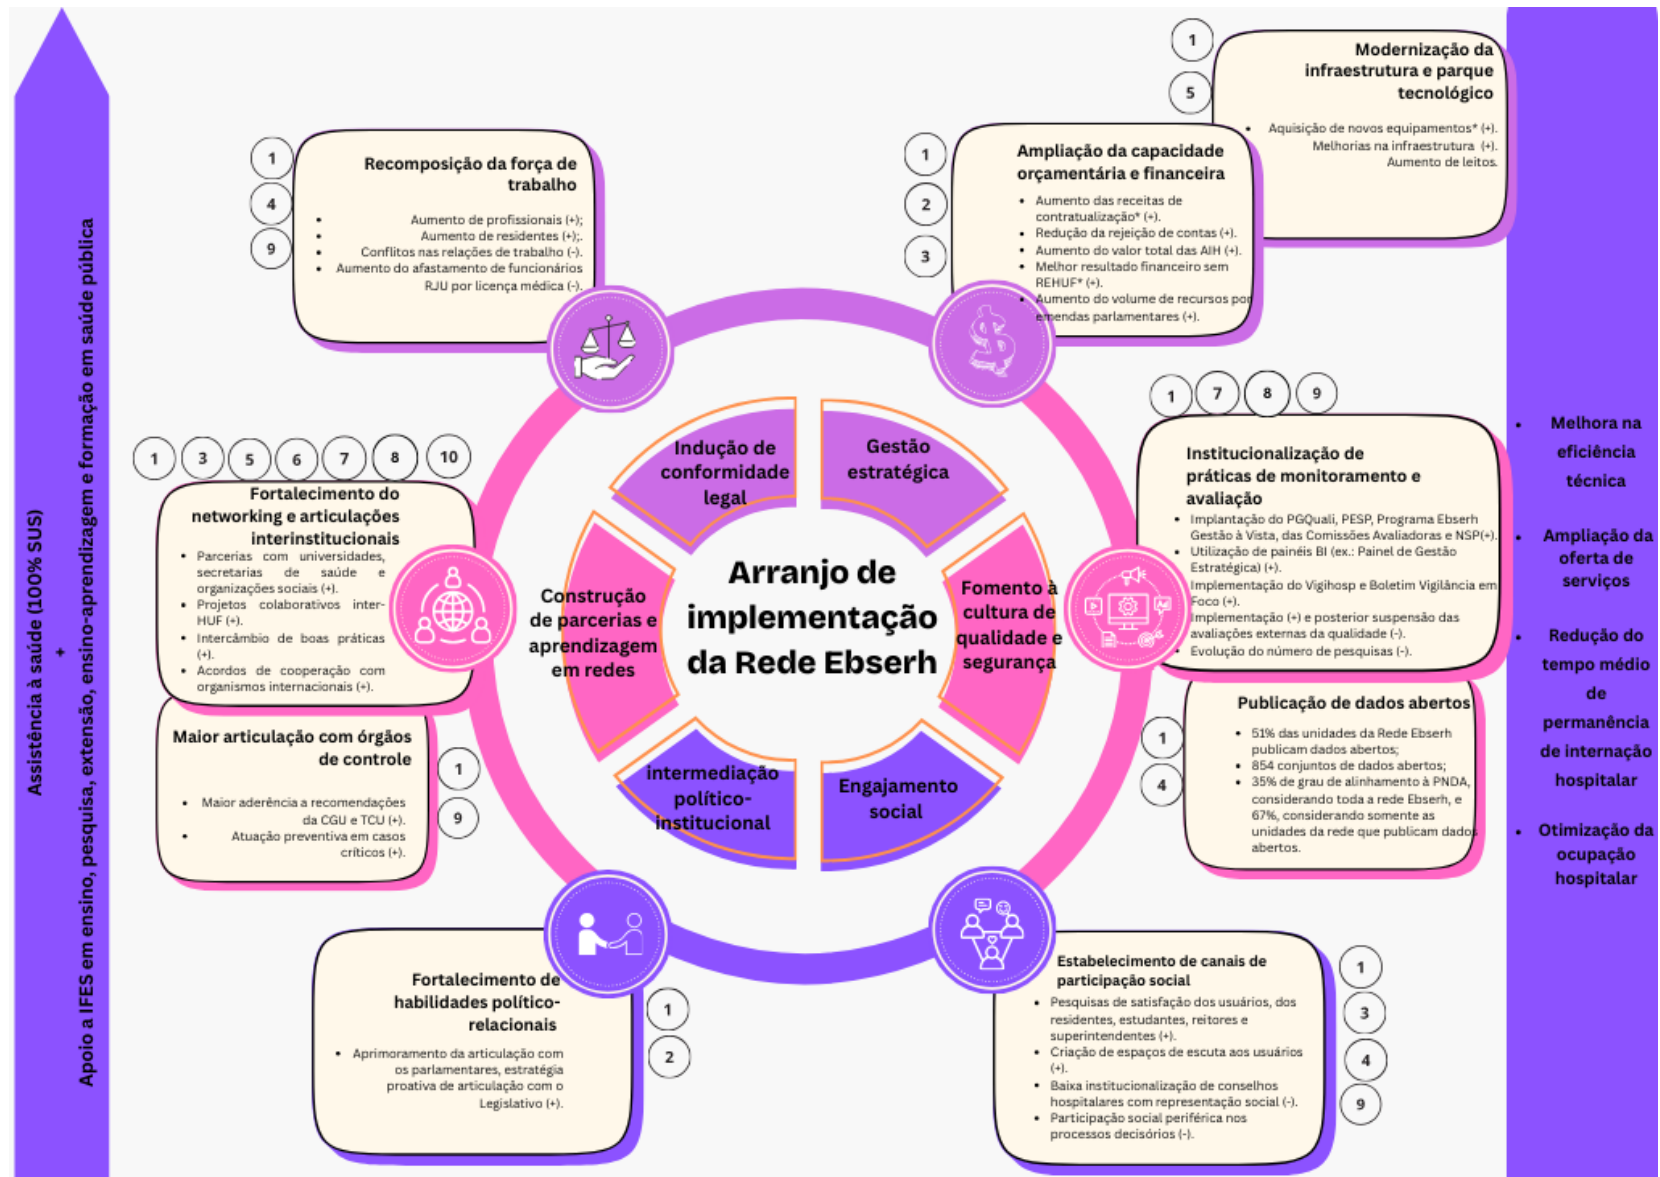 Assistência à saúde (100% SUS)
+
Apoio a IFES em ensino, pesquisa, extensão, ensino-aprendizagem e formação em saúde pública
1
4
9
Recomposição da força de
trabalho
• Aumento de profissionais (+);
• Aumento de residentes (+);.
• Conflitos nas relações de trabalho (-).
• Aumento do afastamento de funcionários
RJU por licença médica (-).
1
2
3
Ampliação da capacidade
orçamentária e financeira
• Aumento das receitas de
contratualização* (+).
• Redução da rejeição de contas (+).
• Aumento do valor total das AIH (+).
• Melhor resultado financeiro sem
REHUF* (+).
• Aumento do volume de recursos por
emendas parlamentares (+).
1
5
Modernização da
infraestrutura e parque
tecnológico
• Aquisição de novos equipamentos* (+).
Melhorias na infraestrutura (+).
Aumento de leitos.
1 3 5 6 7 8 10
Fortalecimento do
networking e articulações
interinstitucionais
• Parcerias com universidades,
secretarias de saúde e
organizações sociais (+).
• Projetos colaborativos inter-
HUF (+).
• Intercâmbio de boas práticas
(+).
• Acordos de cooperação com
organismos internacionais (+).
Maior articulação com órgãos
de controle
• Maior aderência a recomendações
da CGU e TCU (+).
• Atuação preventiva em casos
críticos (+).
1
9
Indução de
conformidade
legal
Gestão
estratégica
Construção
de parcerias e
aprendizagem
em redes
Arranjo de
implementação
da Rede Ebserh
Fomento à
cultura de
qualidade e
segurança
intermediação
político-
institucional
Engajamento
social
1 7 8 9
Institucionalização de
práticas de monitoramento e
avaliação
• Implantação do PGQuali, PESP, Programa Ebserh
Gestão à Vista, das Comissões Avaliadoras e NSP(+).
• Utilização de painéis BI (ex.: Painel de Gestão
Estratégica) (+).
Implementação do Vigihosp e Boletim Vigilância em
Foco (+).
Implementação (+) e posterior suspensão das
avaliações externas da qualidade (-).
• Evolução do número de pesquisas (-).
1
4
Publicação de dados abertos
• 51% das unidades da Rede Ebserh
publicam dados abertos;
• 854 conjuntos de dados abertos;
• 35% de grau de alinhamento à PNDA,
considerando toda a rede Ebserh, e
67%, considerando somente as
unidades da rede que publicam dados
abertos.
Fortalecimento de
habilidades político-
relacionais
• Aprimoramento da articulação com
os parlamentares, estratégia
proativa de articulação com o
Legislativo (+).
1
2
Estabelecimento de canais de
participação social
• Pesquisas de satisfação dos usuários, dos
residentes, estudantes, reitores e
superintendentes (+).
• Criação de espaços de escuta aos usuários
(+).
• Baixa institucionalização de conselhos
hospitalares com representação social (-).
• Participação social periférica nos
processos decisórios (-).
1
3
4
9
• Melhora na
eficiência
técnica
• Ampliação da
oferta de
serviços
• Redução do
tempo médio
de
permanência
de internação
hospitalar
• Otimização da
ocupação
hospitalar